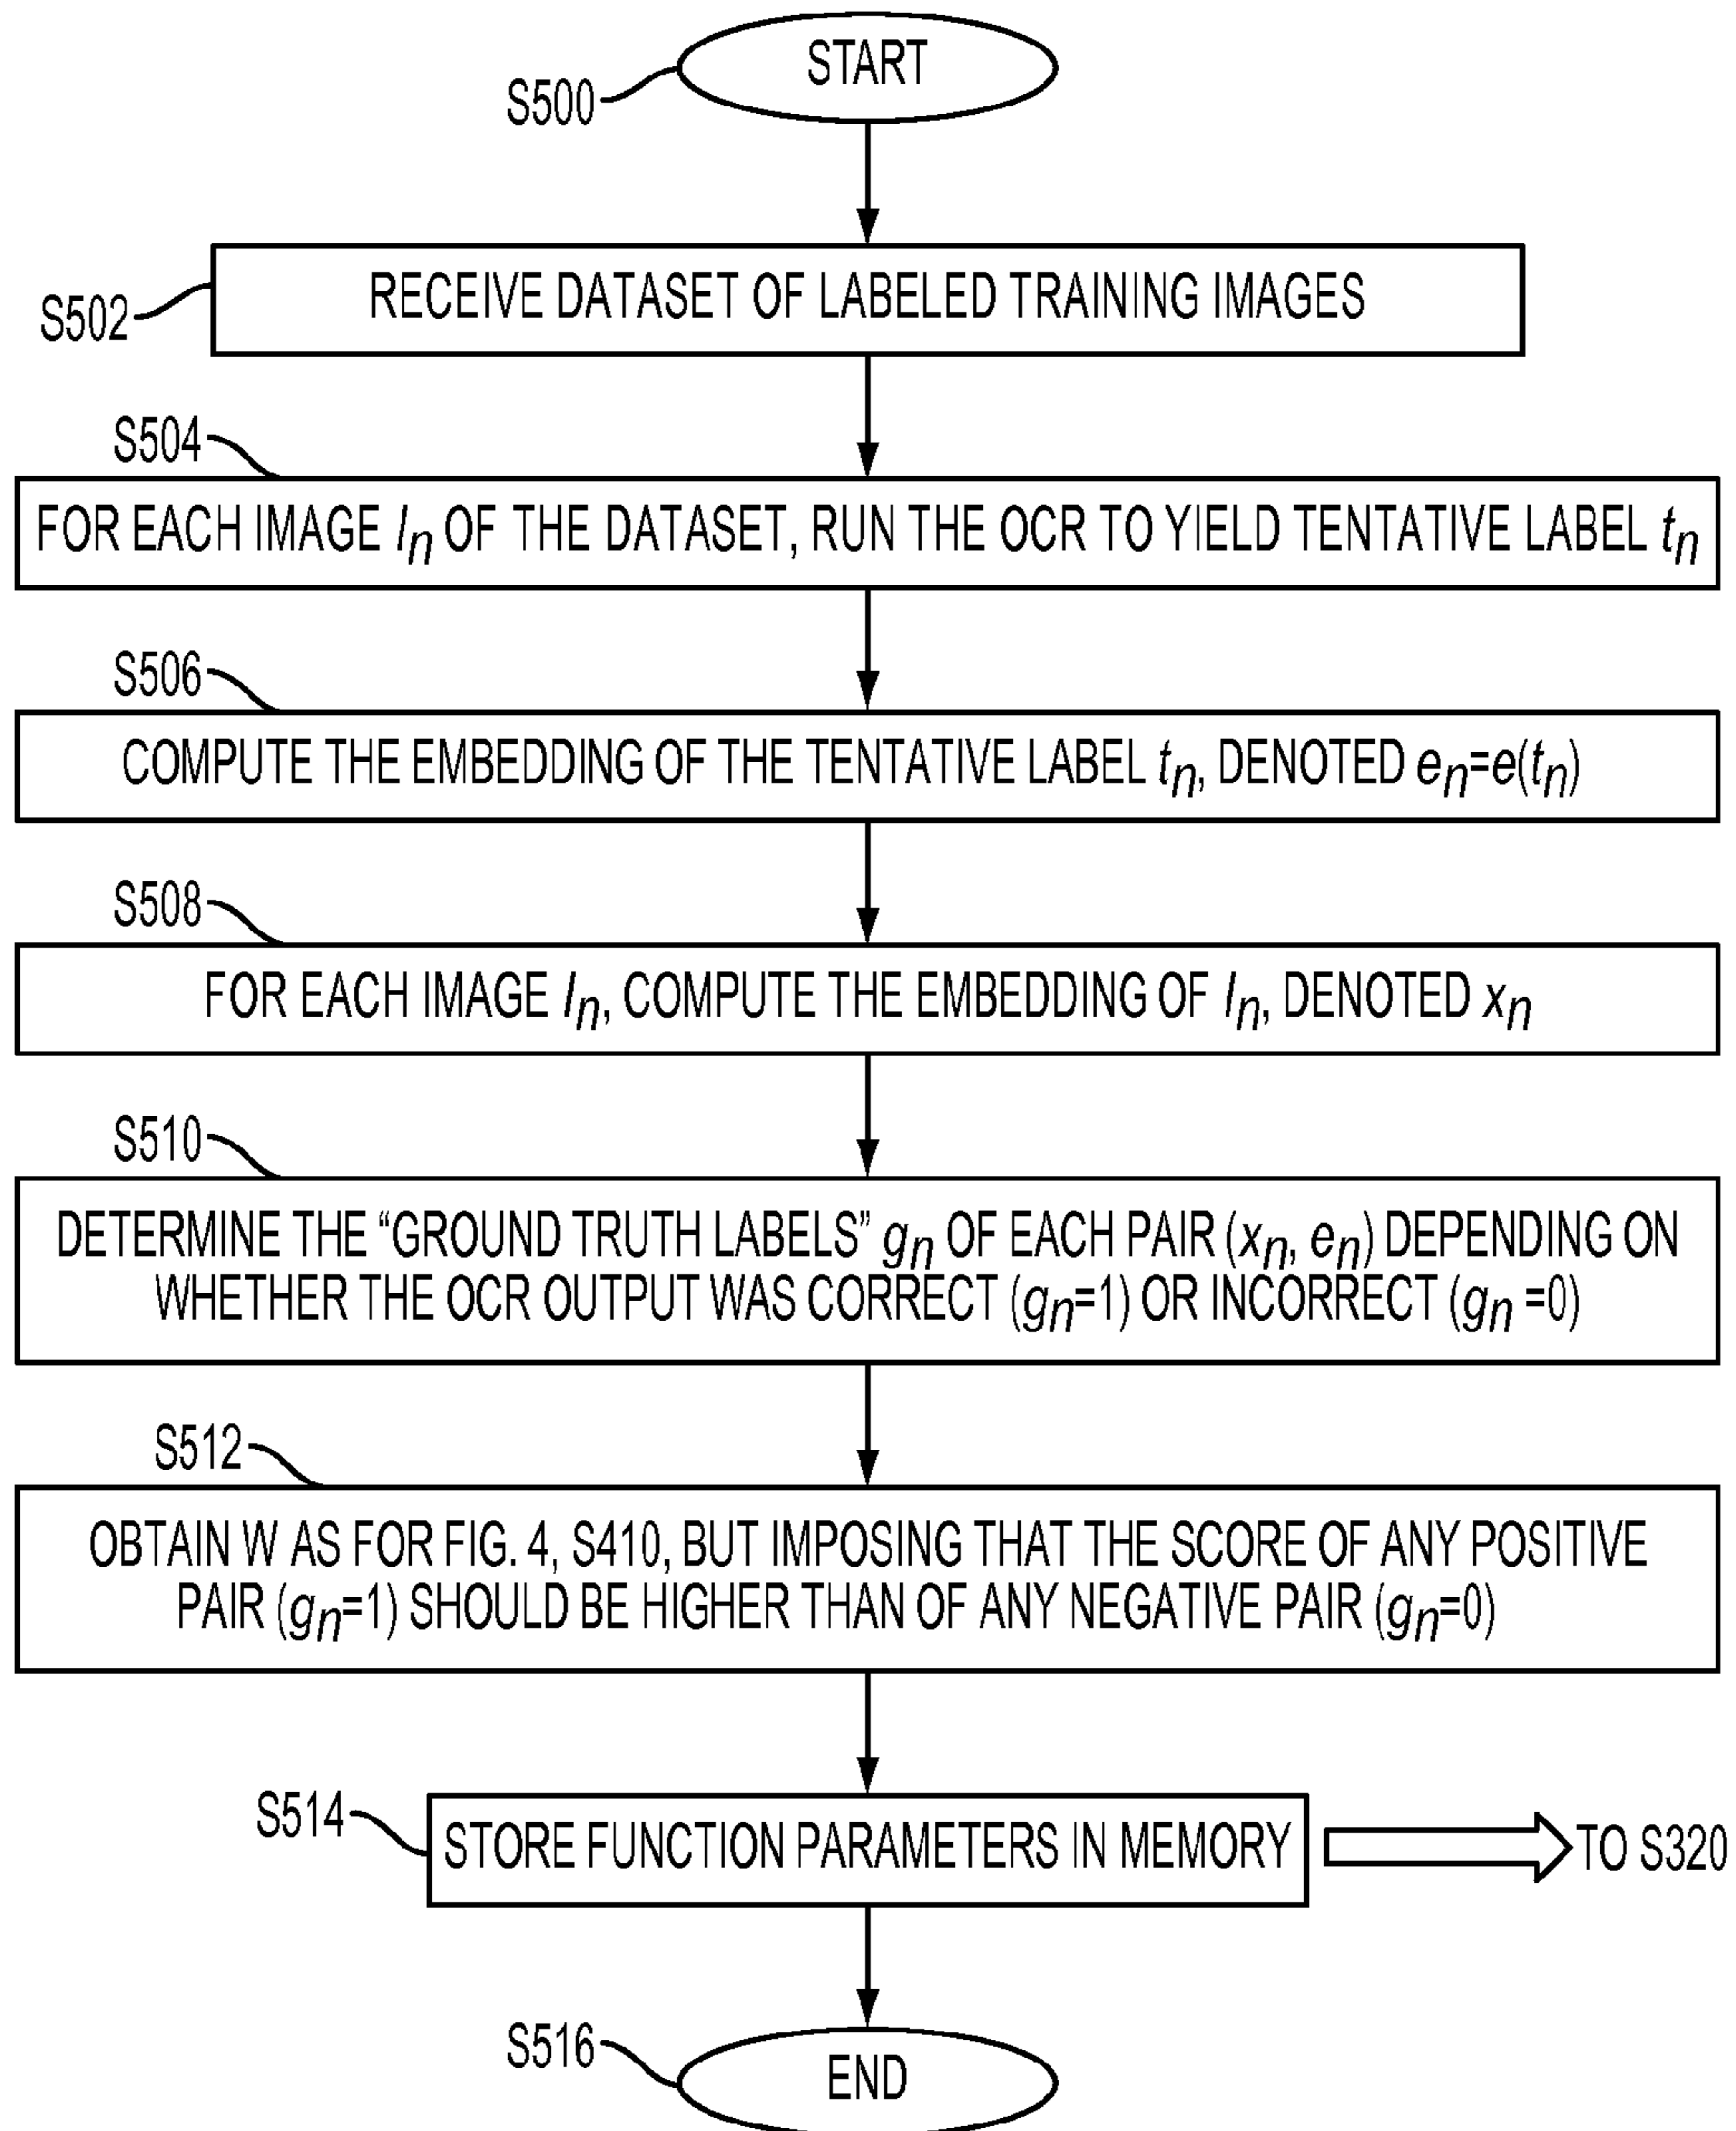 START
S500
RECEIVE DATASET OF LABELED TRAINING IMAGES
S502
S504
FOR EACH IMAGE In OF THE DATASET, RUN THE OCR TO YIELD TENTATIVE LABEL tn
S506
COMPUTE THE EMBEDDING OF THE TENTATIVE LABEL tn, DENOTED en=e(tn)
S508
FOR EACH IMAGE In, COMPUTE THE EMBEDDING OF In, DENOTED xn
S510
DETERMINE THE “GROUND TRUTH LABELS” gn OF EACH PAIR (xn, en) DEPENDING ON
WHETHER THE OCR OUTPUT WAS CORRECT (gn=1) OR INCORRECT (gn =0)
S512
OBTAIN W AS FOR FIG. 4, S410, BUT IMPOSING THAT THE SCORE OF ANY POSITIVE
PAIR (gn=1) SHOULD BE HIGHER THAN OF ANY NEGATIVE PAIR (gn=0)
S514
STORE FUNCTION PARAMETERS IN MEMORY
TO S320
S516
END